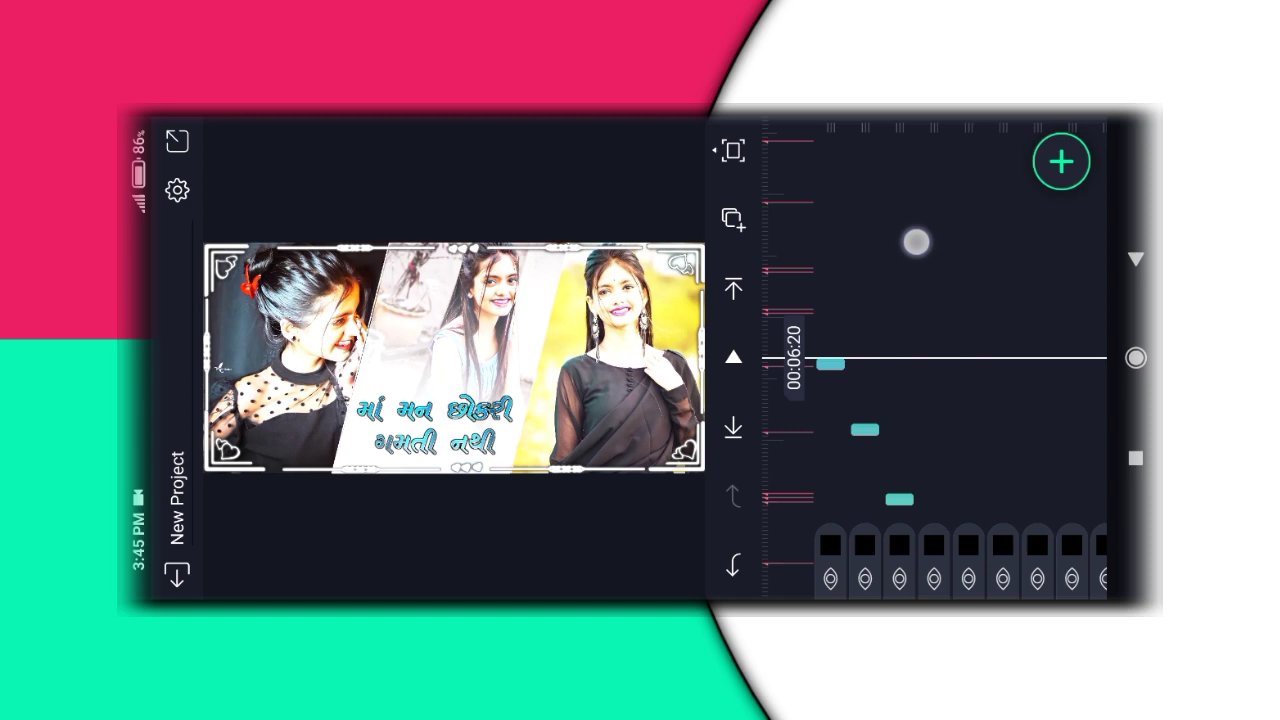 3:45 PM
86%
New Project
માં મન છોકરી
ગમતી નથી
00:06:20